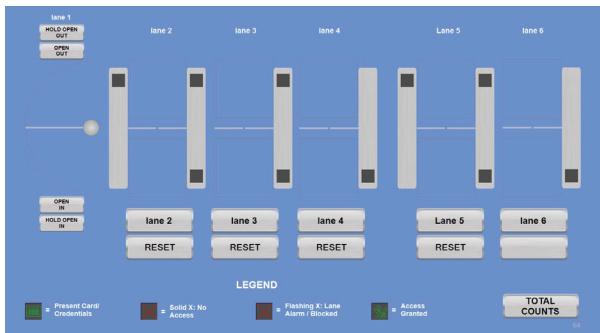 lane 1
HOLD OPEN
OUT
OPEN
OUT
lane 2
lane 3
lane 4
Lane 5
lane 6
OPEN
IN
HOLD OPEN
IN
lane 2
lane 3
lane 4
Lane 5
lane 6
RESET
RESET
RESET
RESET
LEGEND
= Present Card/
Credentials
= Solid X: No
Access
= Flashing X: Lane
Alarm / Blocked
= Access
Granted
TOTAL
COUNTS